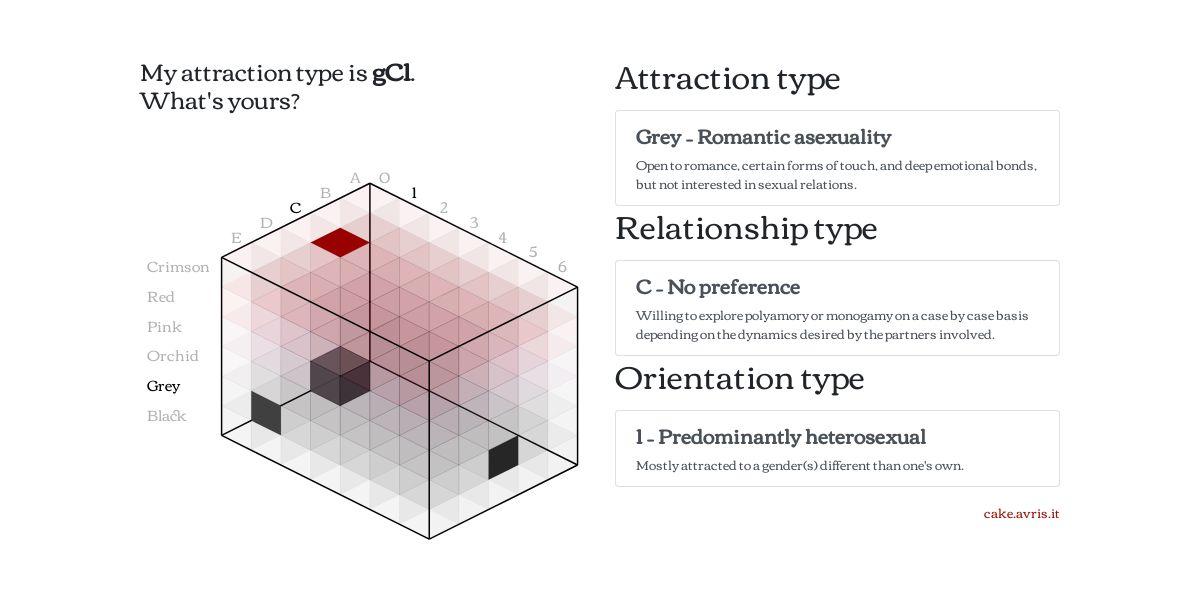 My attraction type is gC1.
What's yours?
A
O
B
1
C
2
D
3
E
4
5
6
Crimson
Red
Pink
Orchid
Grey
Black
Attraction type
Grey – Romantic asexuality
Open to romance, certain forms of touch, and deep emotional bonds,
but not interested in sexual relations.
Relationship type
C – No preference
Willing to explore polyamory or monogamy on a case by case basis
depending on the dynamics desired by the partners involved.
Orientation type
1 – Predominantly heterosexual
Mostly attracted to a gender(s) different than one's own.
cake.avris.it